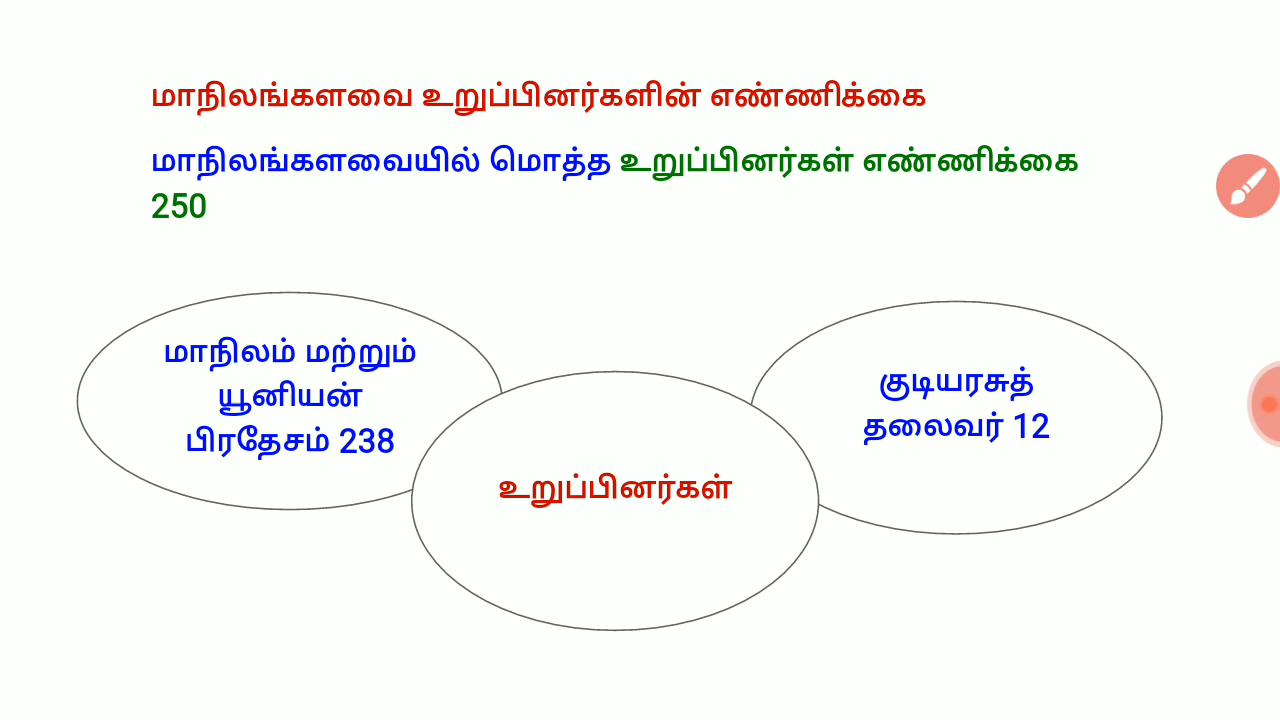 மாநிலங்களவை உறுப்பினர்களின் எண்ணிக்கை
மாநிலங்களவையில் மொத்த உறுப்பினர்கள் எண்ணிக்கை
250
மாநிலம் மற்றும்
யூனியன்
பிரதேசம் 238
உறுப்பினர்கள்
குடியரசுத்
தலைவர் 12